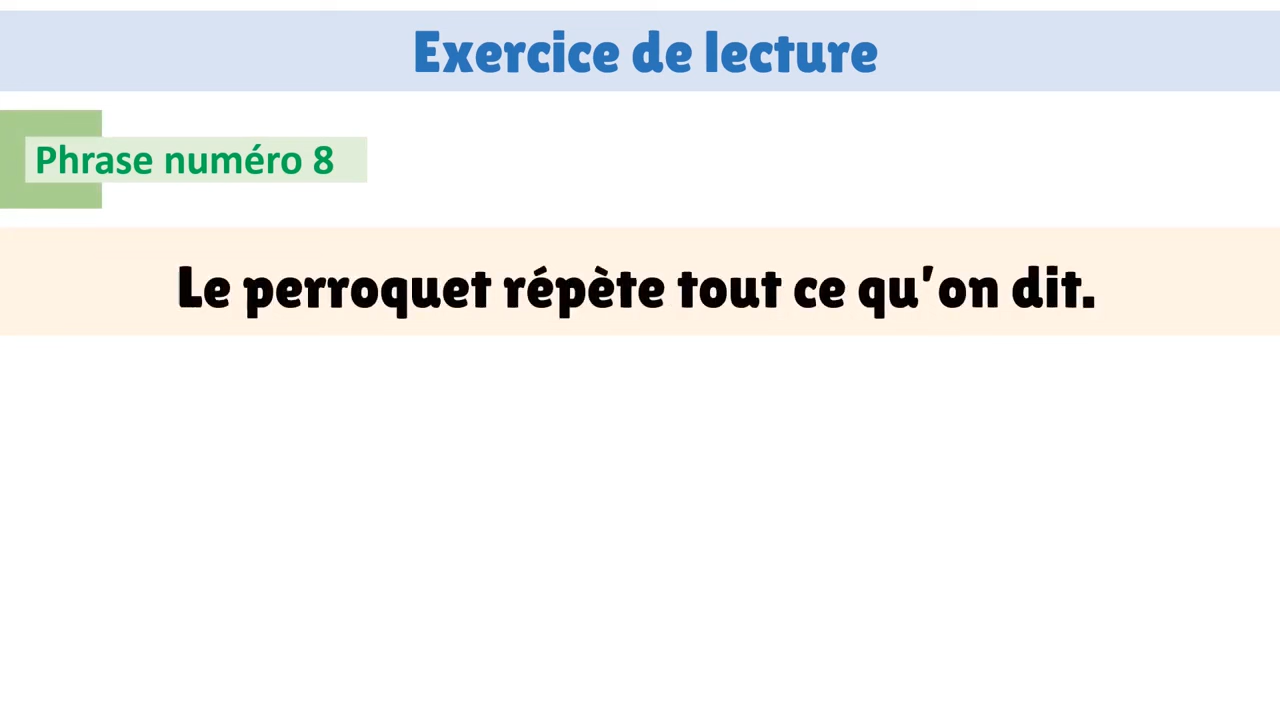 Exercice de lecture
Phrase numéro 8
Le perroquet répète tout ce qu'on dit.